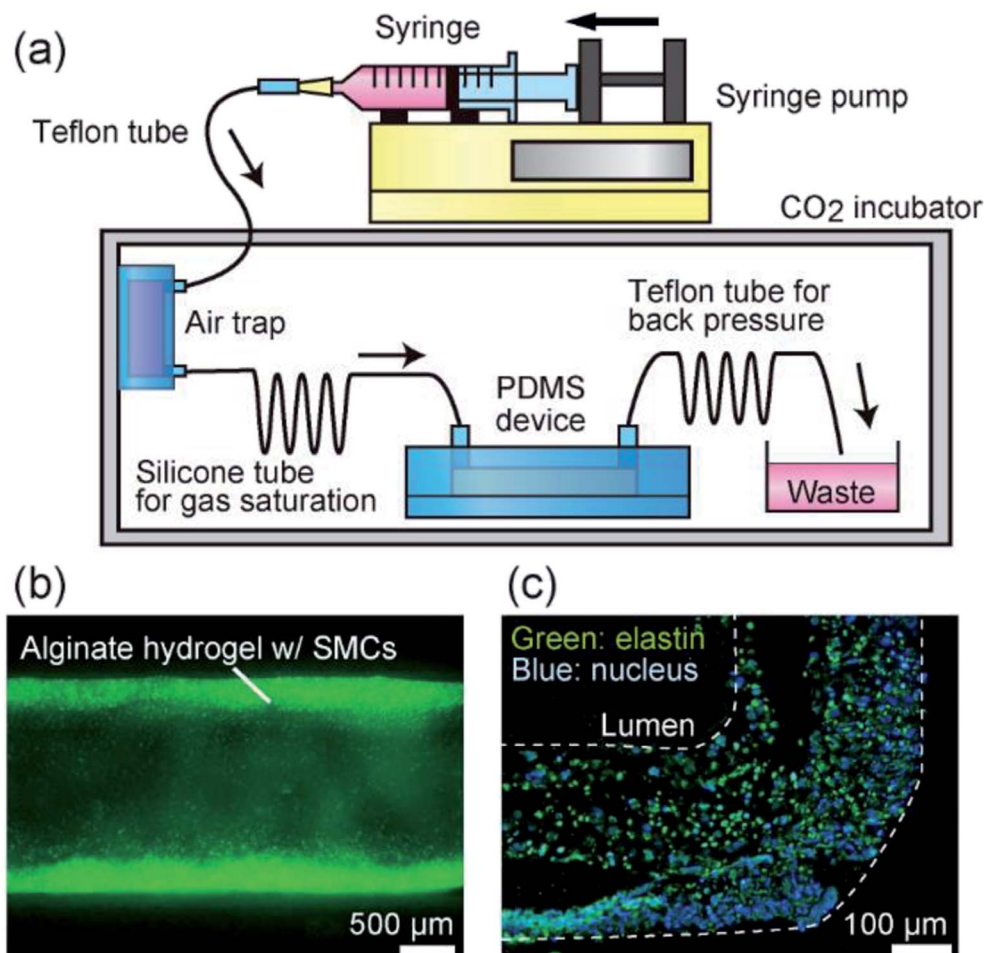 (a)
Syringe
Syringe pump
Teflon tube
CO2 incubator
Air trap
Teflon tube for
back pressure
PDMS
device
Silicone tube
for gas saturation
Waste
(b)
Alginate hydrogel w/ SMCs
500 µm
(c)
Green: elastin
Blue: nucleus
Lumen
100 µm